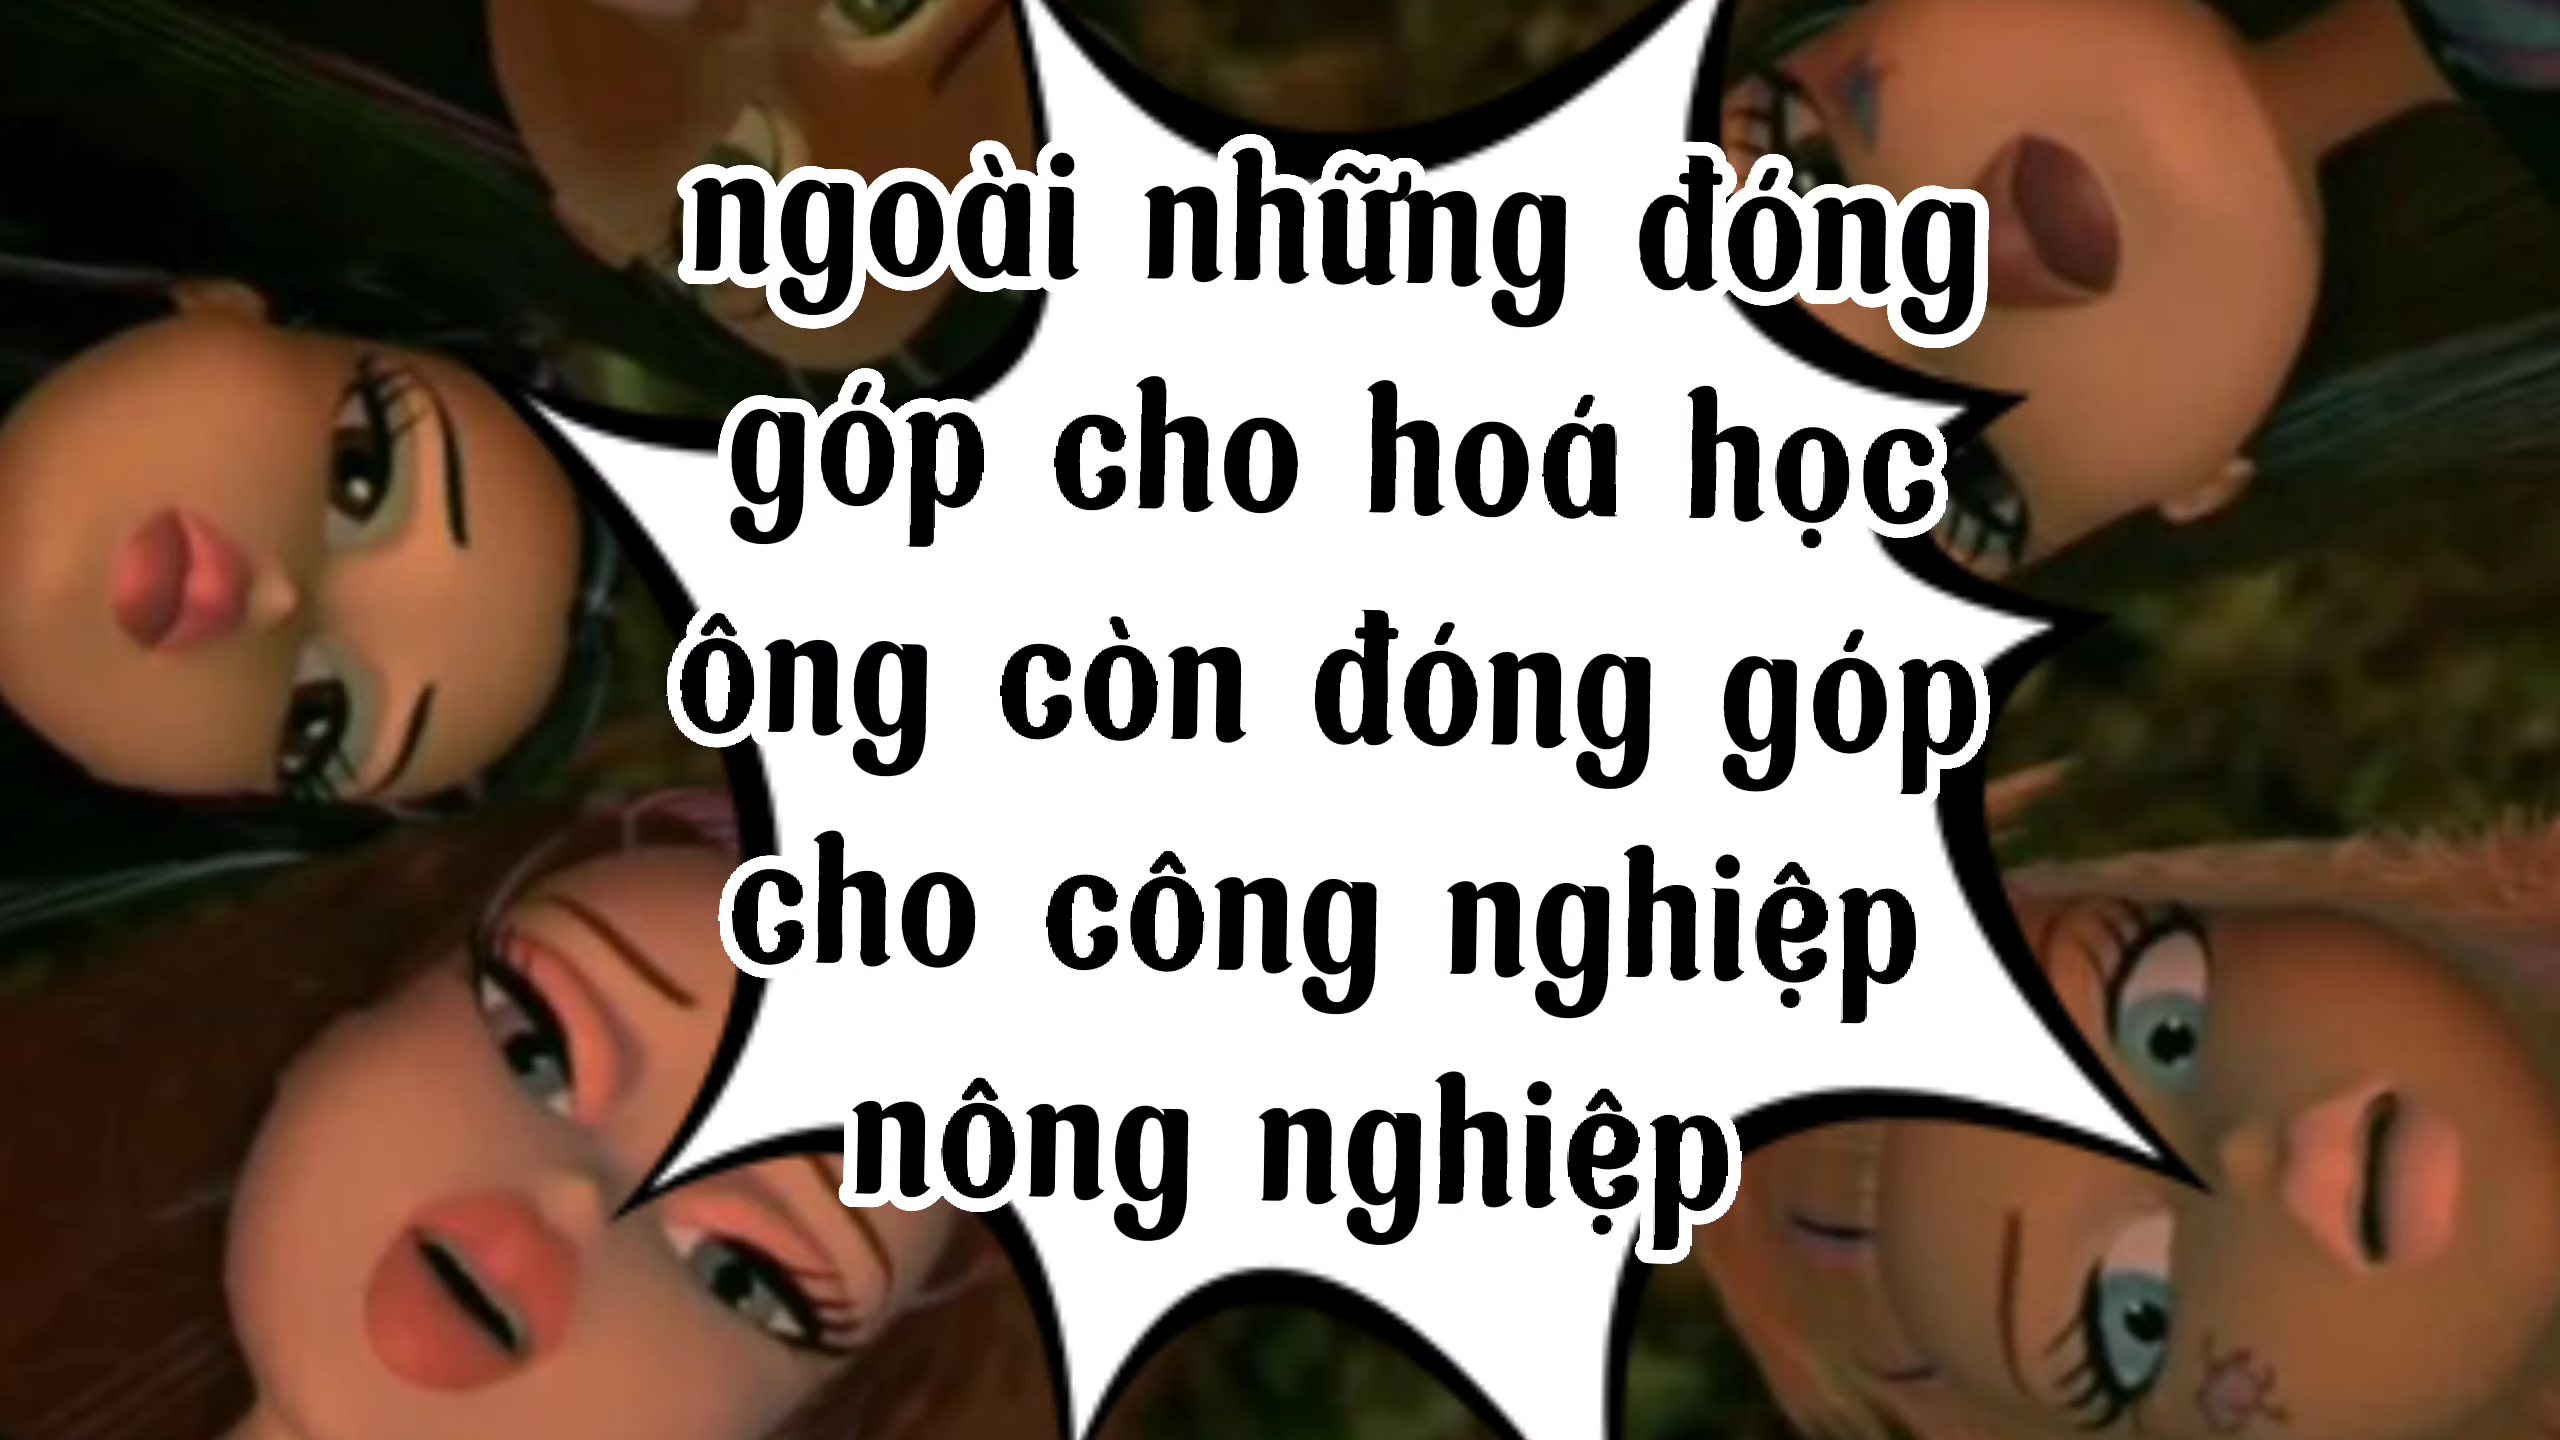 ngoài những đóng
góp cho hoá học
ông còn đóng góp
cho công nghiệp
nông nghiệp